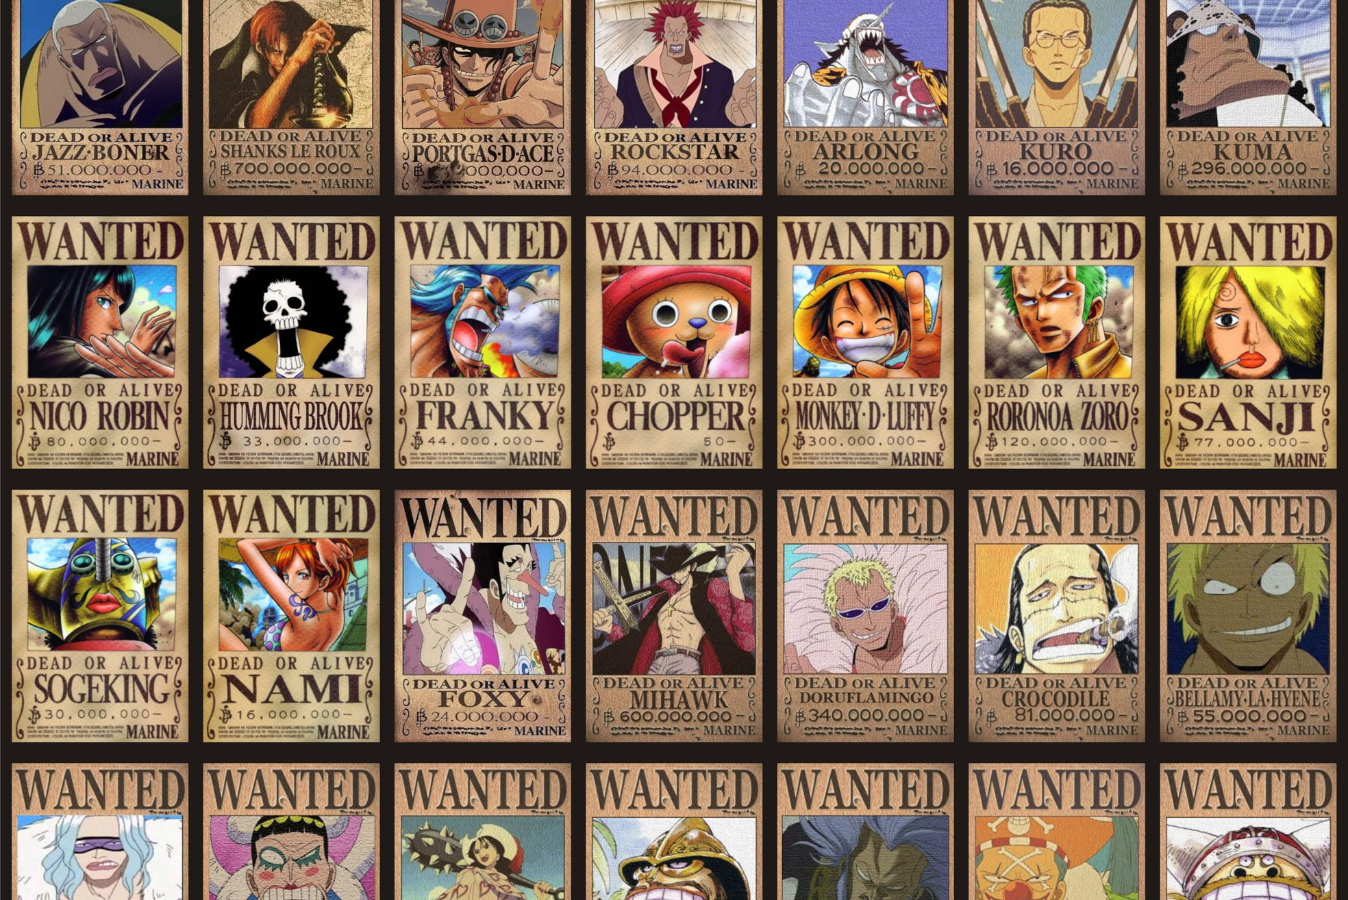 DEAD OR ALIVE
JAZZ·BONER
51.000.000-
MARINE
DEAD OR ALIVE
SHANKS LE ROUX
700.000.000-
MARINE
DEAD OR ALIVE
PORTGAS·D·ACE
000.000-
MARINE
DEAD OR ALIVE
ROCKSTAR
94.000.000-
MARINE
DEAD OR ALIVE
ARLONG
20.000.000-
MARINE
DEAD OR ALIVE
KURO
16.000.000-
MARINE
DEAD OR ALIVE
KUMA
296.000.000-
MARINE
WANTED
DEAD OR ALIVE
NICO ROBIN
80.000.000-
MARINE
WANTED
DEAD OR ALIVE
HUMMING BROOK
33.000.000-
MARINE
WANTED
DEAD OR ALIVE
FRANKY
44.000.000-
MARINE
WANTED
DEAD OR ALIVE
CHOPPER
50-
MARINE
WANTED
DEAD OR ALIVE
MONKEY·D·LUFFY
300.000.000-
MARINE
WANTED
DEAD OR ALIVE
RORONOA ZORO
120.000.000-
MARINE
WANTED
DEAD OR ALIVE
SANJI
77.000.000-
MARINE
WANTED
DEAD OR ALIVE
SOGEKING
30.000.000-
MARINE
WANTED
DEAD OR ALIVE
NAMI
16.000.000-
MARINE
WANTED
DEAD OR ALIVE
FOXY
24.000.000-
MARINE
WANTED
DEAD OR ALIVE
MIHAWK
600.000.000-
MARINE
WANTED
DEAD OR ALIVE
DORUFLAMINGO
340.000.000-
MARINE
WANTED
DEAD OR ALIVE
CROCODILE
81.000.000-
MARINE
WANTED
DEAD OR ALIVE
BELLAMY·LA·HYENE
55.000.000-
MARINE
WANTED
WANTED
WANTED
WANTED
WANTED
WANTED
WANTED